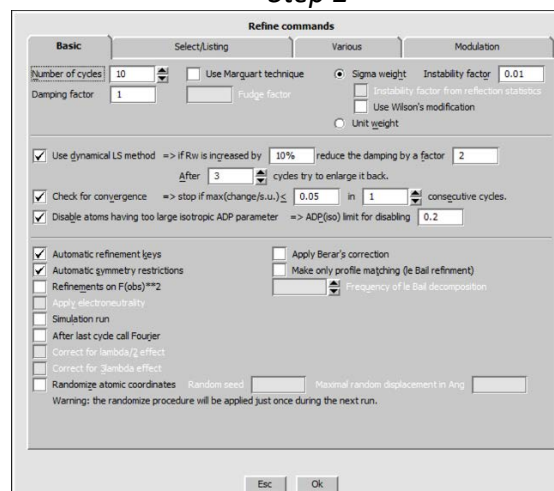 Refine commands
Basic Select/Listing Various Modulation
Number of cycles 10 Use Marquart technique Sigma weight Instability factor 0.01
Damping factor 1 Fudge factor Instability factor from reflection statistics
Use Wilson's modification
Unit weight
Use dynamical LS method => if Rw is increased by 10% reduce the damping by a factor 2
After 3 cycles try to enlarge it back.
Check for convergence => stop if max(change/s.u.)< 0.05 in 1 consecutive cycles.
Disable atoms having too large isotropic ADP parameter => ADP(iso) limit for disabling 0.2
Automatic refinement keys Apply Berar's correction
Automatic symmetry restrictions Make only profile matching (le Bail refinment)
Refinements on F(obs)**2 Frequency of le Bail decomposition
Apply electroneutrality
Simulation run
After last cycle call Fourier
Correct for lambda/2 effect
Correct for 3lambda effect
Randomize atomic coordinates Random seed Maximal random displacement in Ang
Warning: the randomize procedure will be applied just once during the next run.
Esc Ok